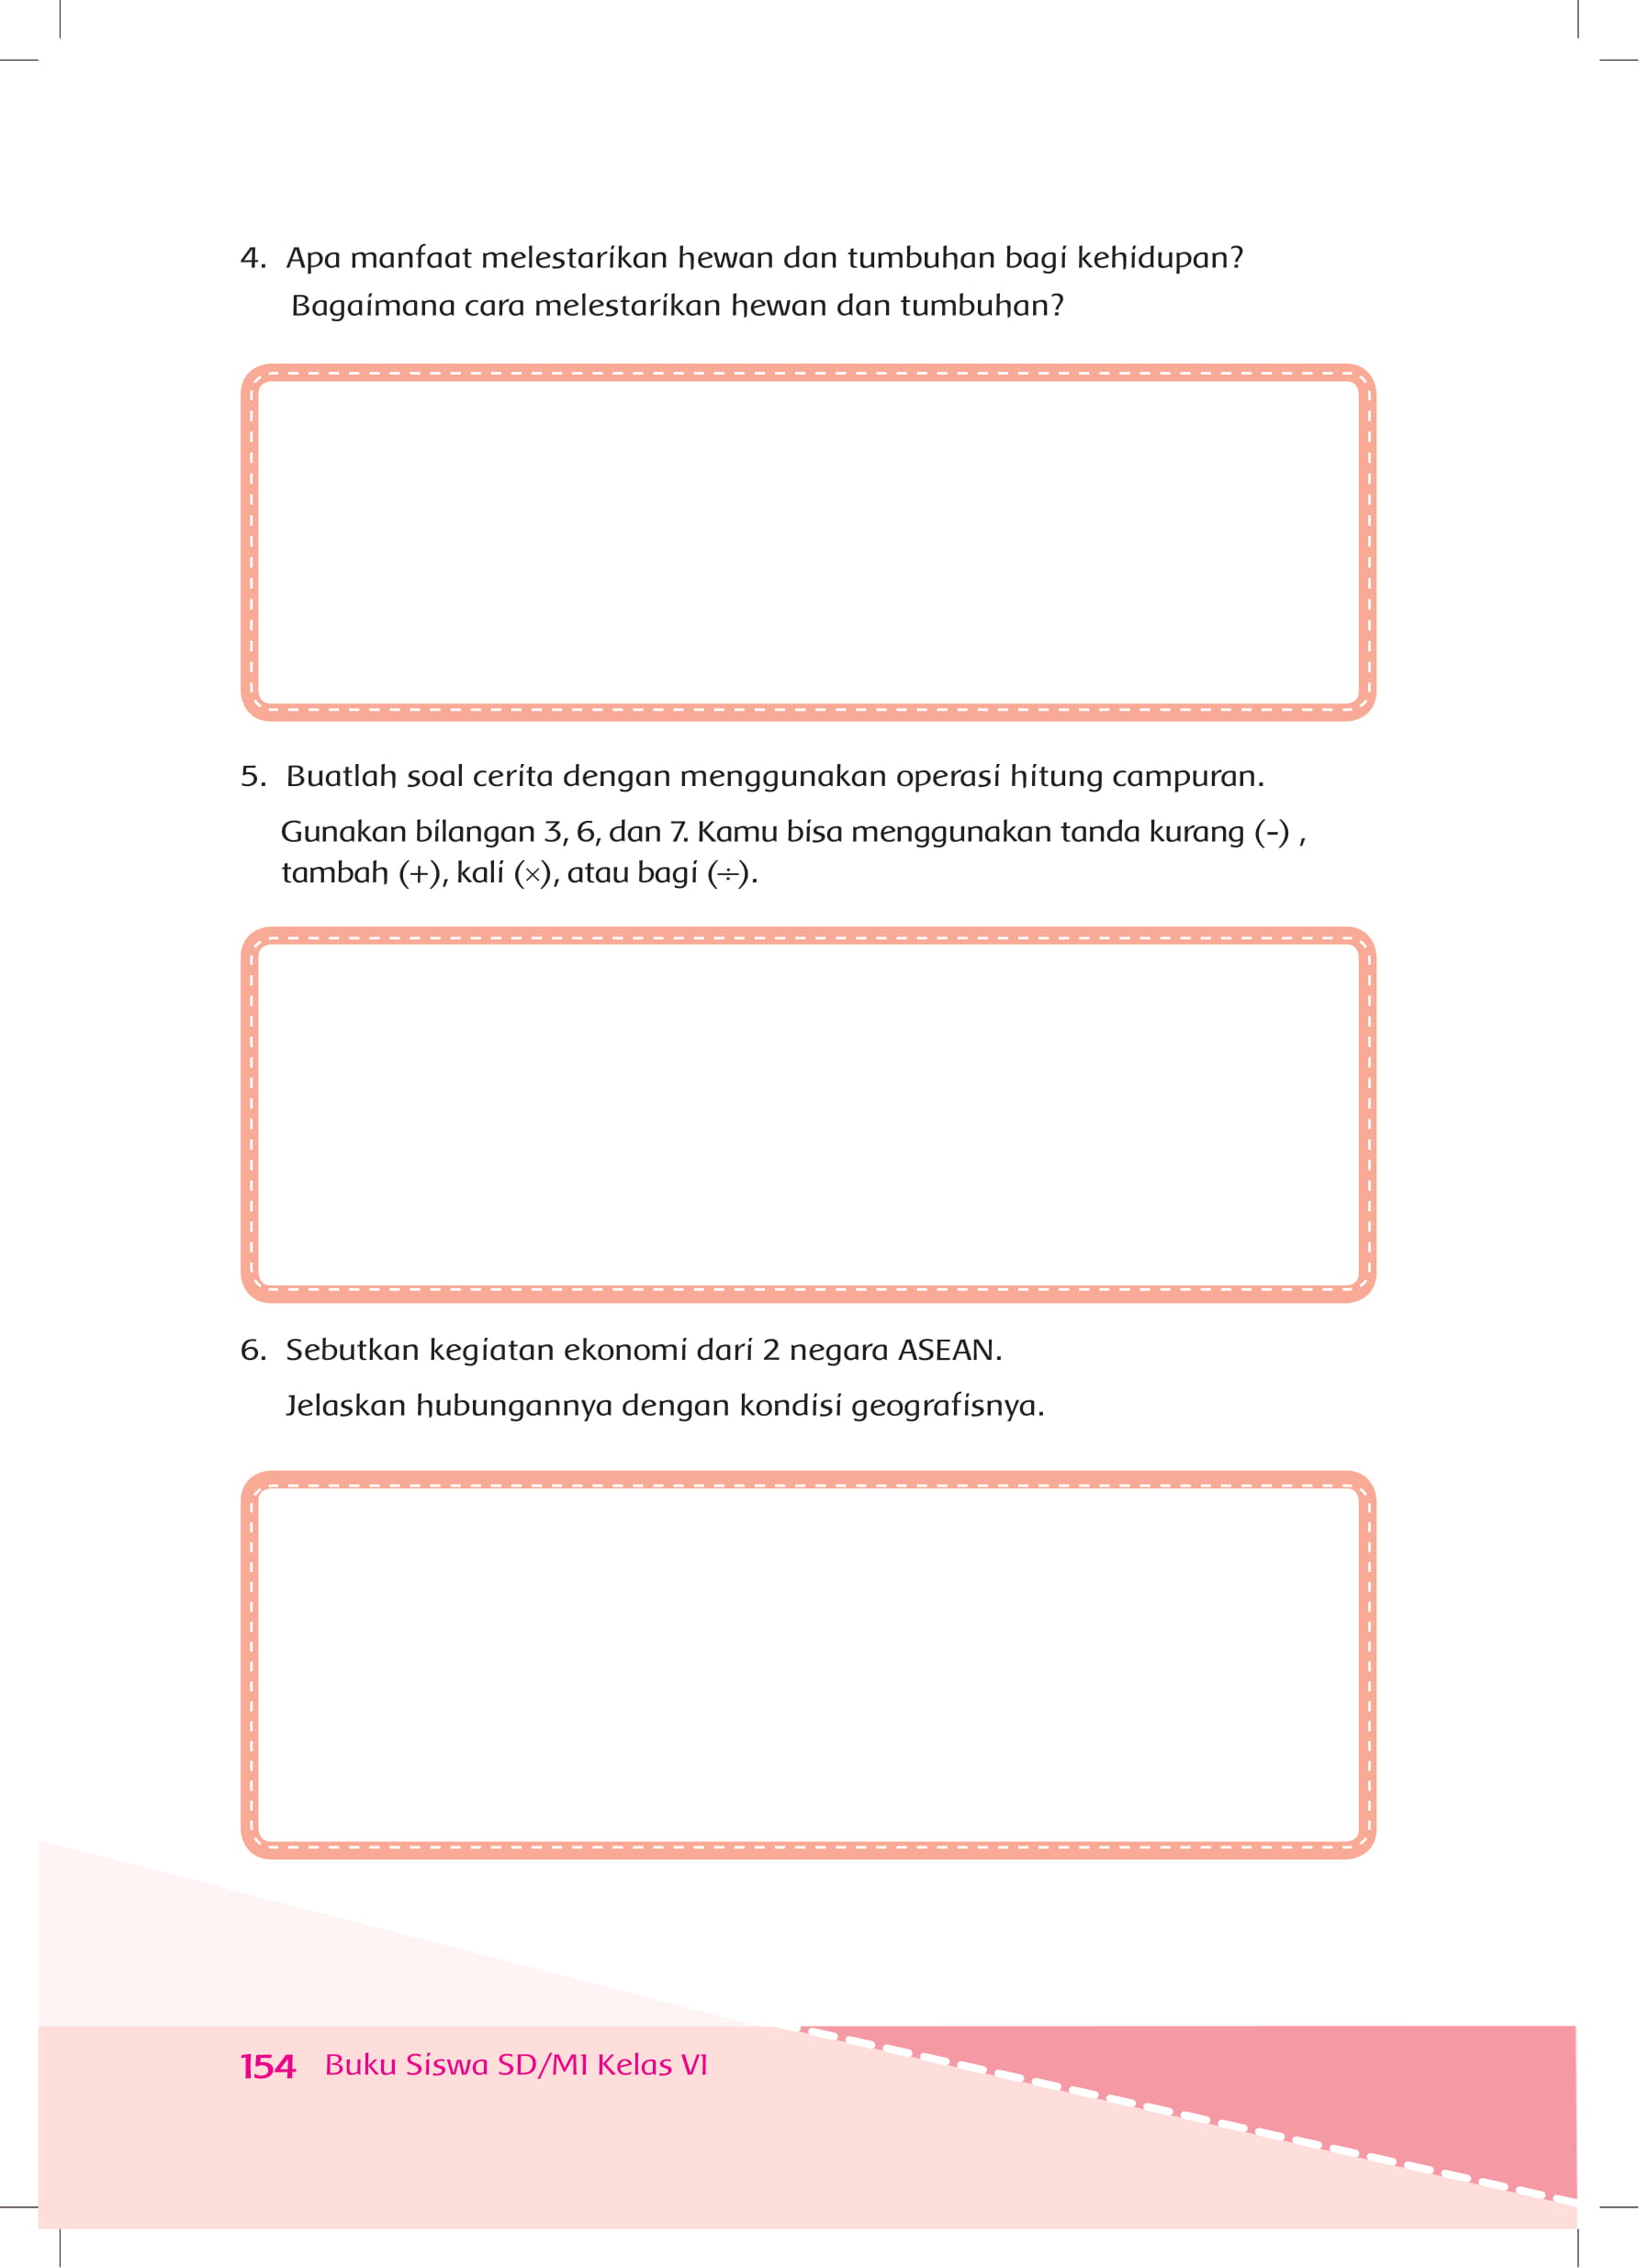 4. Apa manfaat melestarikan hewan dan tumbuhan bagi kehidupan?
Bagaimana cara melestarikan hewan dan tumbuhan?
5. Buatlah soal cerita dengan menggunakan operasi hitung campuran.
Gunakan bilangan 3, 6, dan 7. Kamu bisa menggunakan tanda kurang (-) ,
tambah (+), kali (×), atau bagi (÷).
6. Sebutkan kegiatan ekonomi dari 2 negara ASEAN.
Jelaskan hubungannya dengan kondisi geografisnya.
154 Buku Siswa SD/MI Kelas VI